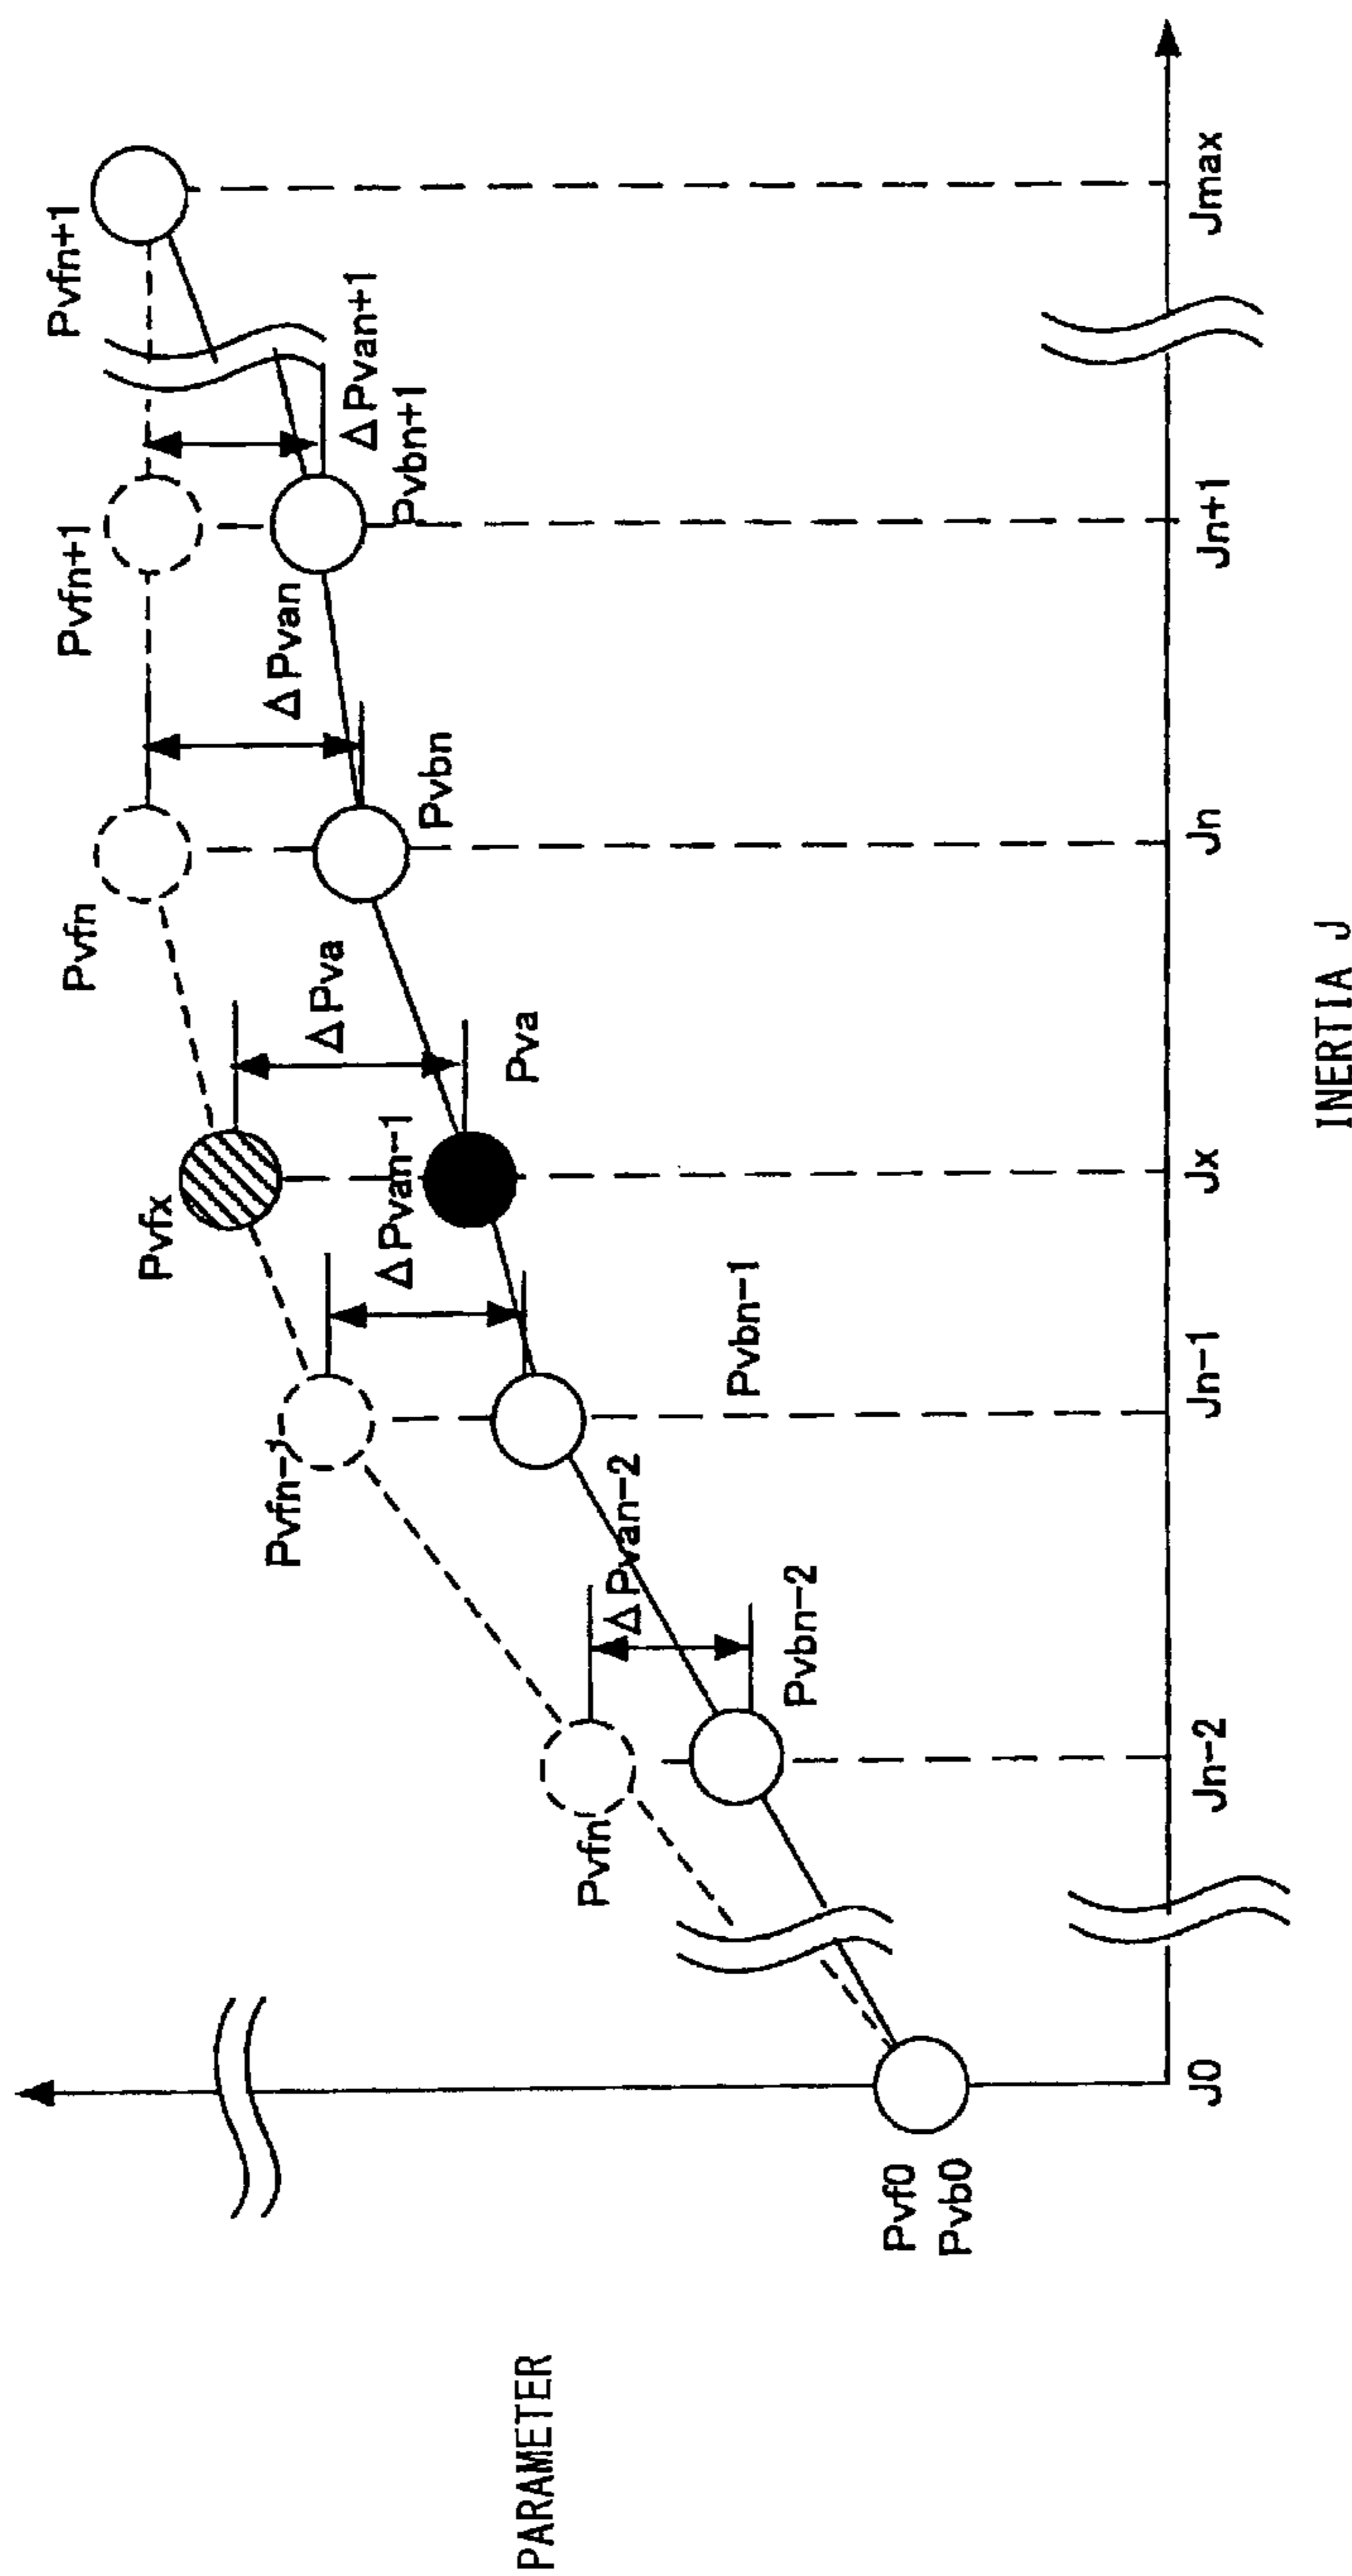 PARAMETER
Pvf0
Pvb0
Pvfn
Pvfn-1
Pvfx
Pvfn
Pvfn+1
Pvfn+1
ΔPvan-2
ΔPvan-1
ΔPva
ΔPvan
ΔPvan+1
Pvbn-2
Pvbn-1
Pva
Pvbn
Pvbn+1
J0
Jn-2
Jn-1
Jx
Jn
Jn+1
Jmax
INERTIA J